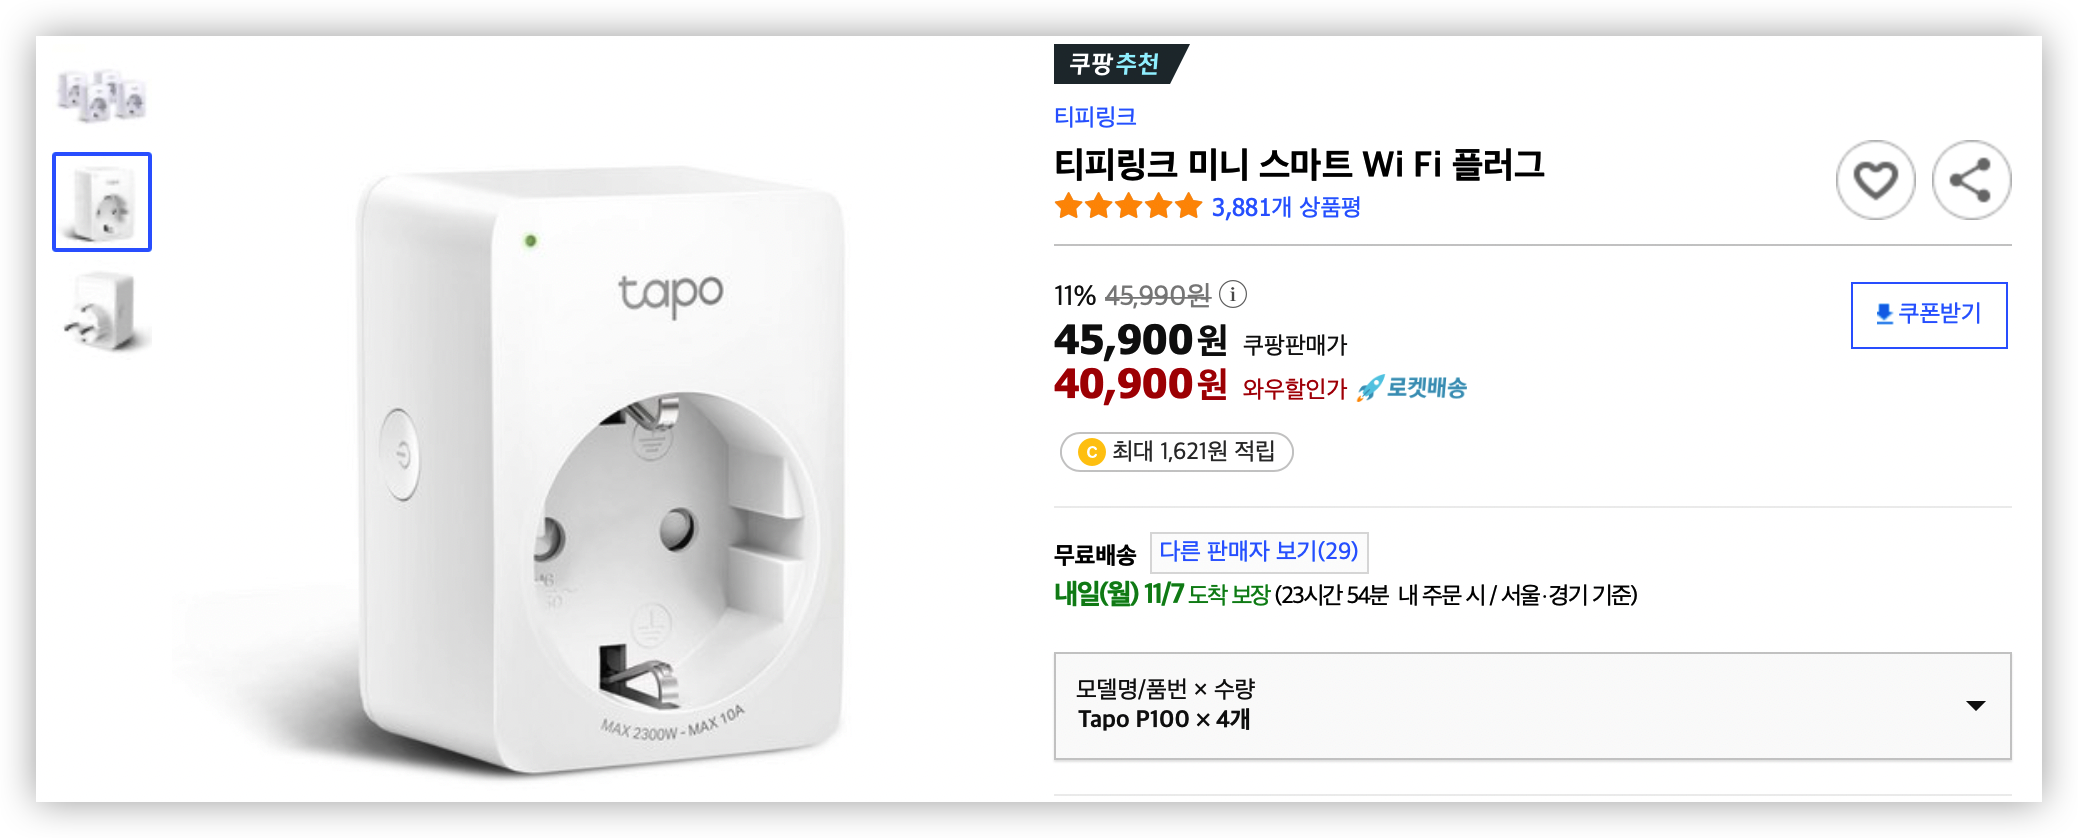 쿠팡추천
티피링크
티피링크 미니 스마트 Wi Fi 플러그
3,881개 상품평
11% 45,990원 i
쿠폰받기
45,900원 쿠팡판매가
40,900원 와우할인가 로켓배송
C 최대 1,621원 적립
무료배송 다른 판매자 보기(29)
내일(월) 11/7 도착 보장 (23시간 54분 내 주문 시 / 서울·경기 기준)
모델명/품번 × 수량
Tapo P100 × 4개
tapo
MAX 2300W - MAX 10A